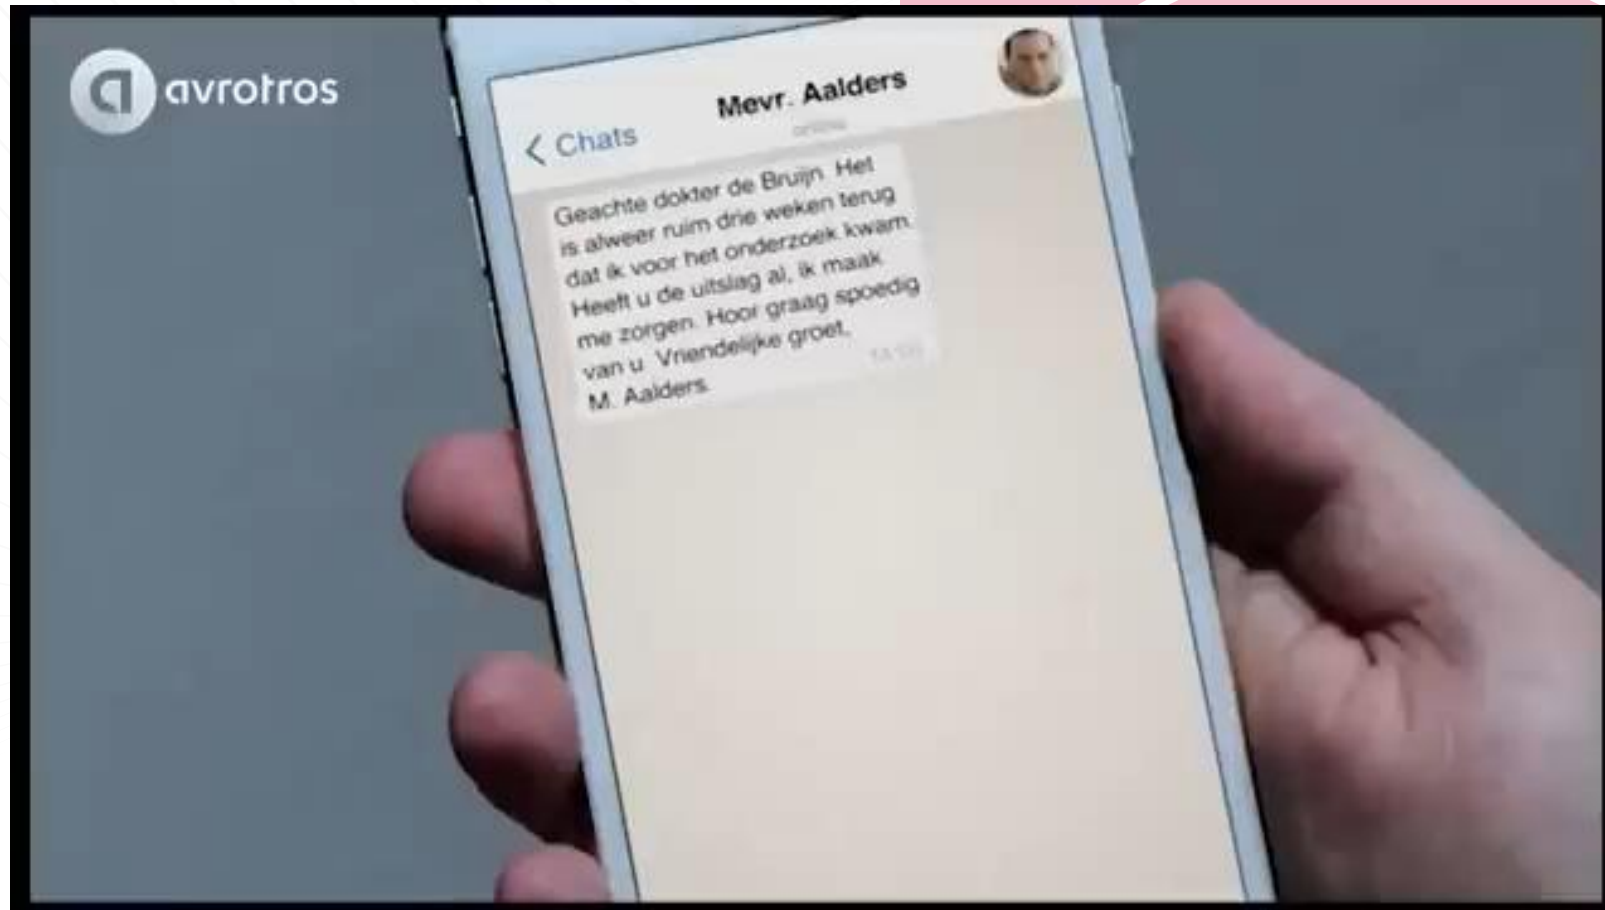 avrotros
Mevr. Aalders
Chats
online
Geachte dokter de Bruijn. Het
is alweer ruim drie weken terug
dat ik voor het onderzoek kwam.
Heeft u de uitslag al, ik maak
me zorgen. Hoor graag spoedig
van u. Vriendelijke groet,
M. Aalders